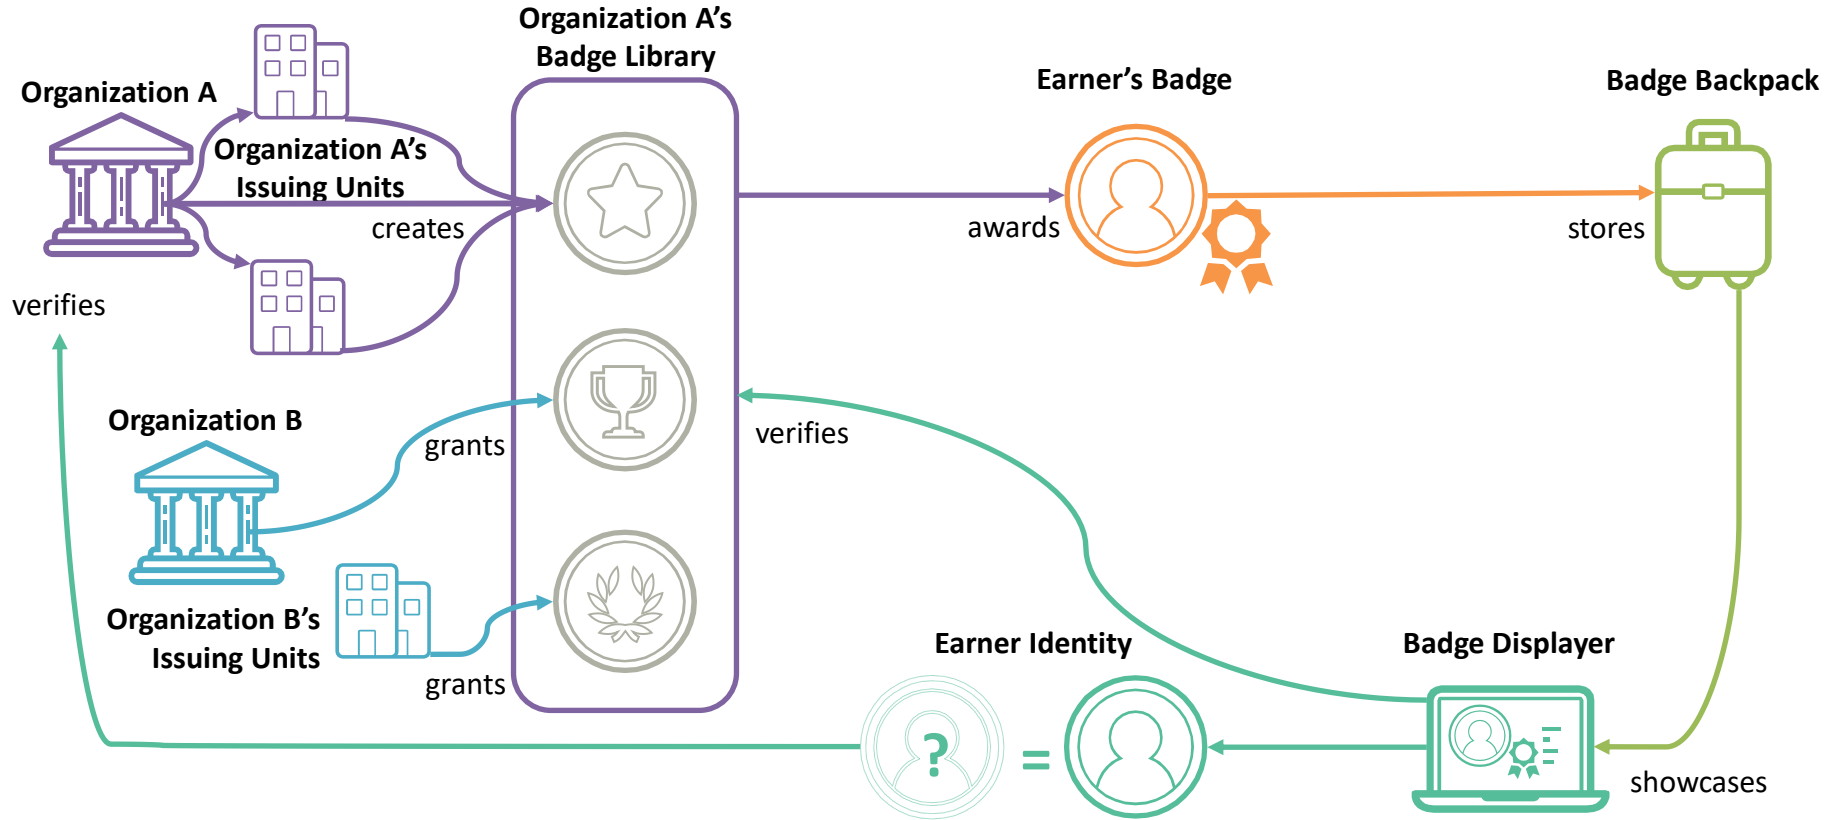 Organization A's
Badge Library
Organization A
Organization A's
Issuing Units
creates
Earner's Badge
awards
Badge Backpack
stores
verifies
Organization B
grants
verifies
Organization B's
Issuing Units
grants
Earner Identity
?
=
Badge Displayer
showcases